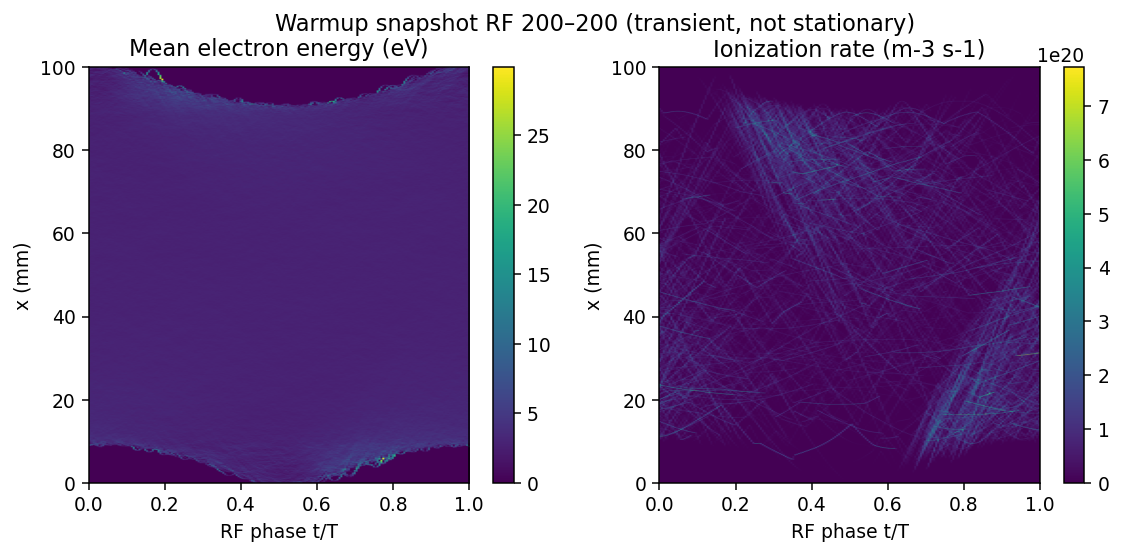 Warmup snapshot RF 200–200 (transient, not stationary)
Mean electron energy (eV)
Ionization rate (m-3 s-1)
1e20
x (mm)
100
80
60
40
20
0
0.0 0.2 0.4 0.6 0.8 1.0
RF phase t/T
25
20
15
10
5
0
x (mm)
100
80
60
40
20
0
0.0 0.2 0.4 0.6 0.8 1.0
RF phase t/T
7
6
5
4
3
2
1
0